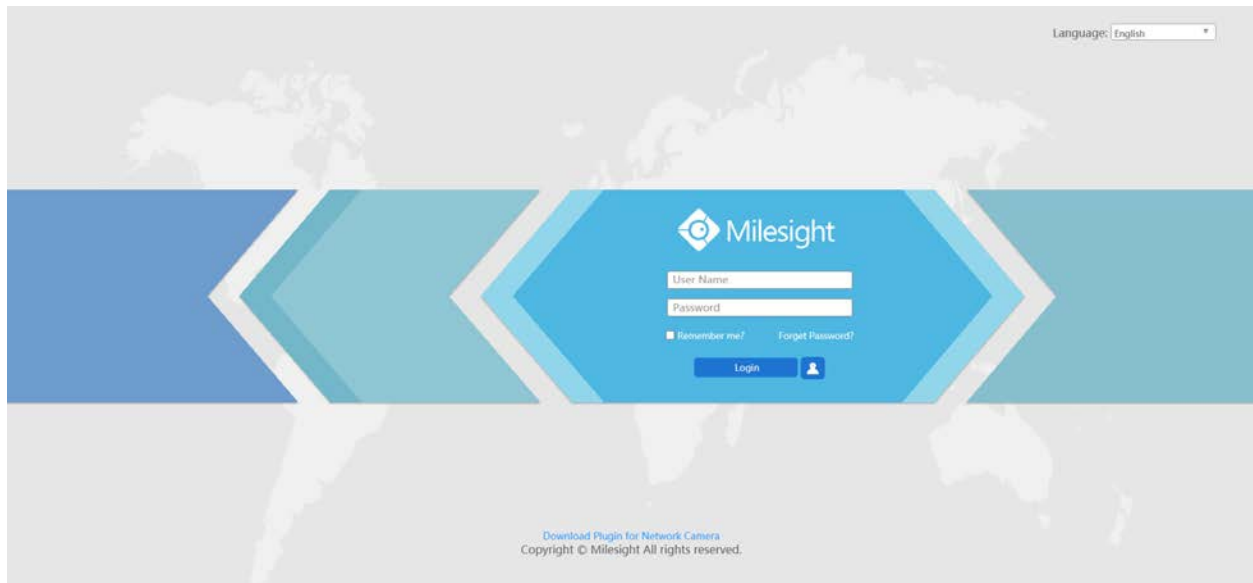 Language: English
Milesight
User Name
Password
Remember me? Forget Password?
Login
Download Plugin for Network Camera
Copyright © Milesight All rights reserved.